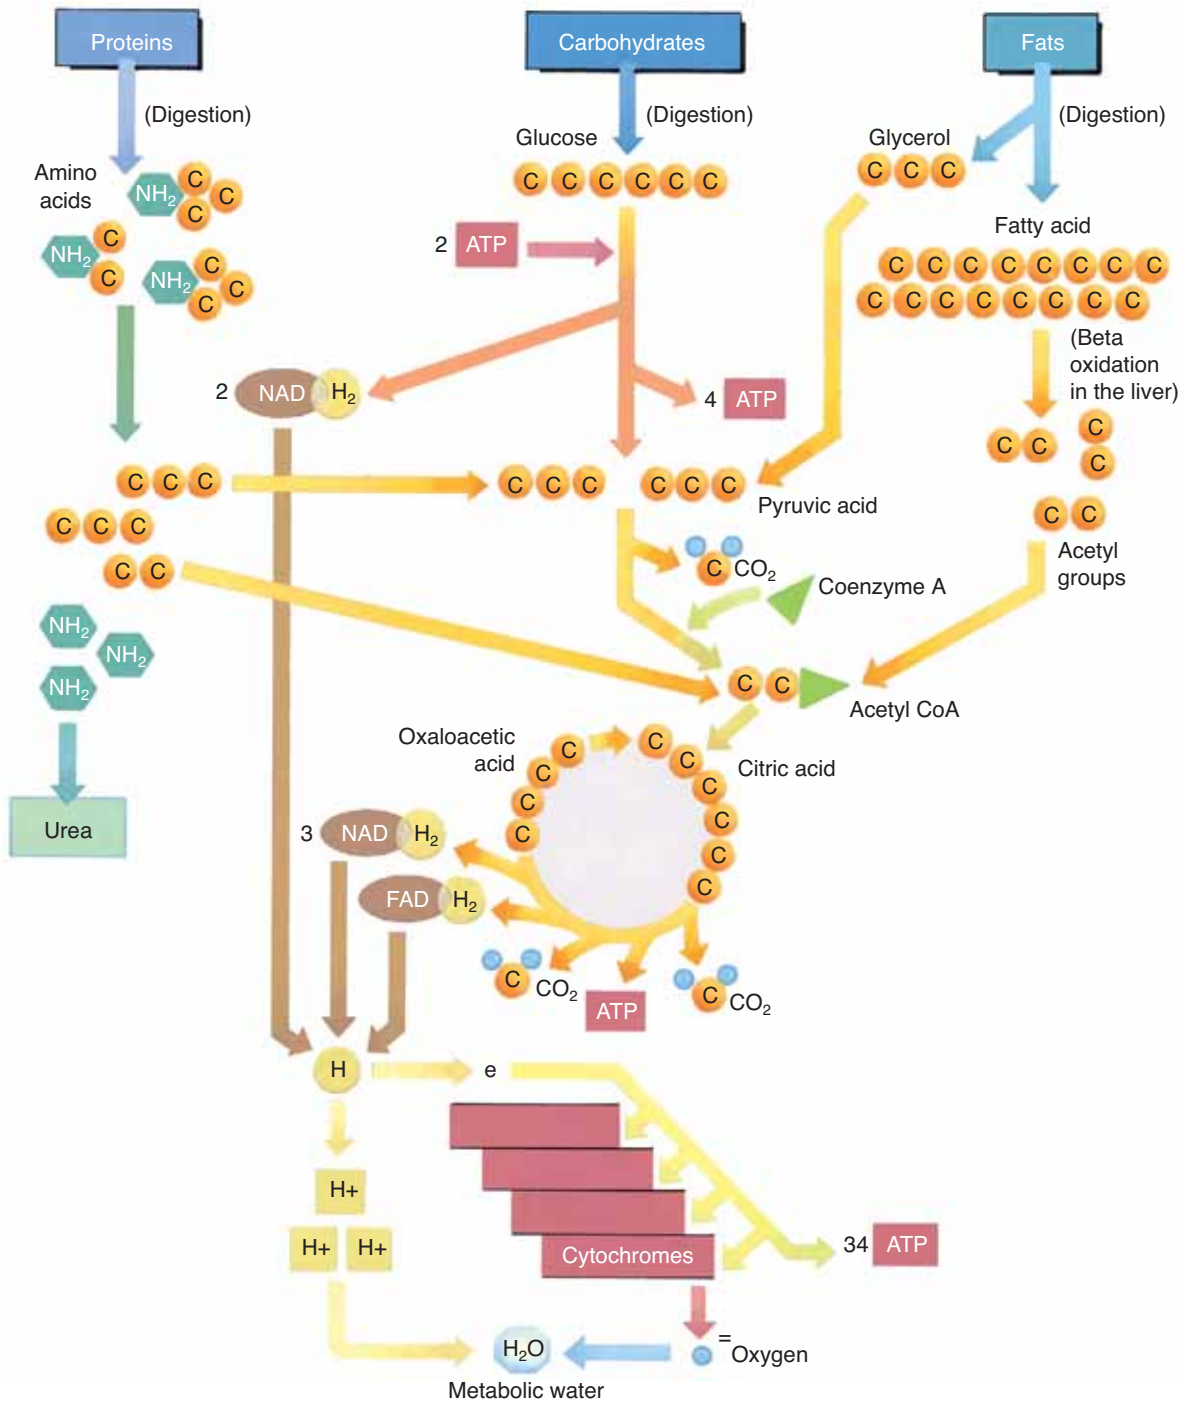 Proteins
Carbohydrates
Fats
(Digestion)
(Digestion)
(Digestion)
Glucose
Glycerol
Amino
acids
NH2
C
C
C
NH2
C
C
NH2
C
C
C
C C C C C C
C C C
Fatty acid
2 ATP
C C C C C C C C
C C C C C C C C
(Beta
oxidation
in the liver)
2 NAD H2
4 ATP
C C
C
C
C C
Acetyl
groups
C C C
C C C
C C
C C C
C C C
Pyruvic acid
C CO2
Coenzyme A
NH2
NH2
NH2
C C
Acetyl CoA
Urea
Oxaloacetic
acid
C
C
C
C
C
C
C
C
C
C
Citric acid
3 NAD H2
FAD H2
C CO2
ATP
C CO2
H
e
H+
H+ H+
Cytochromes
34 ATP
H2O
=
Oxygen
Metabolic water